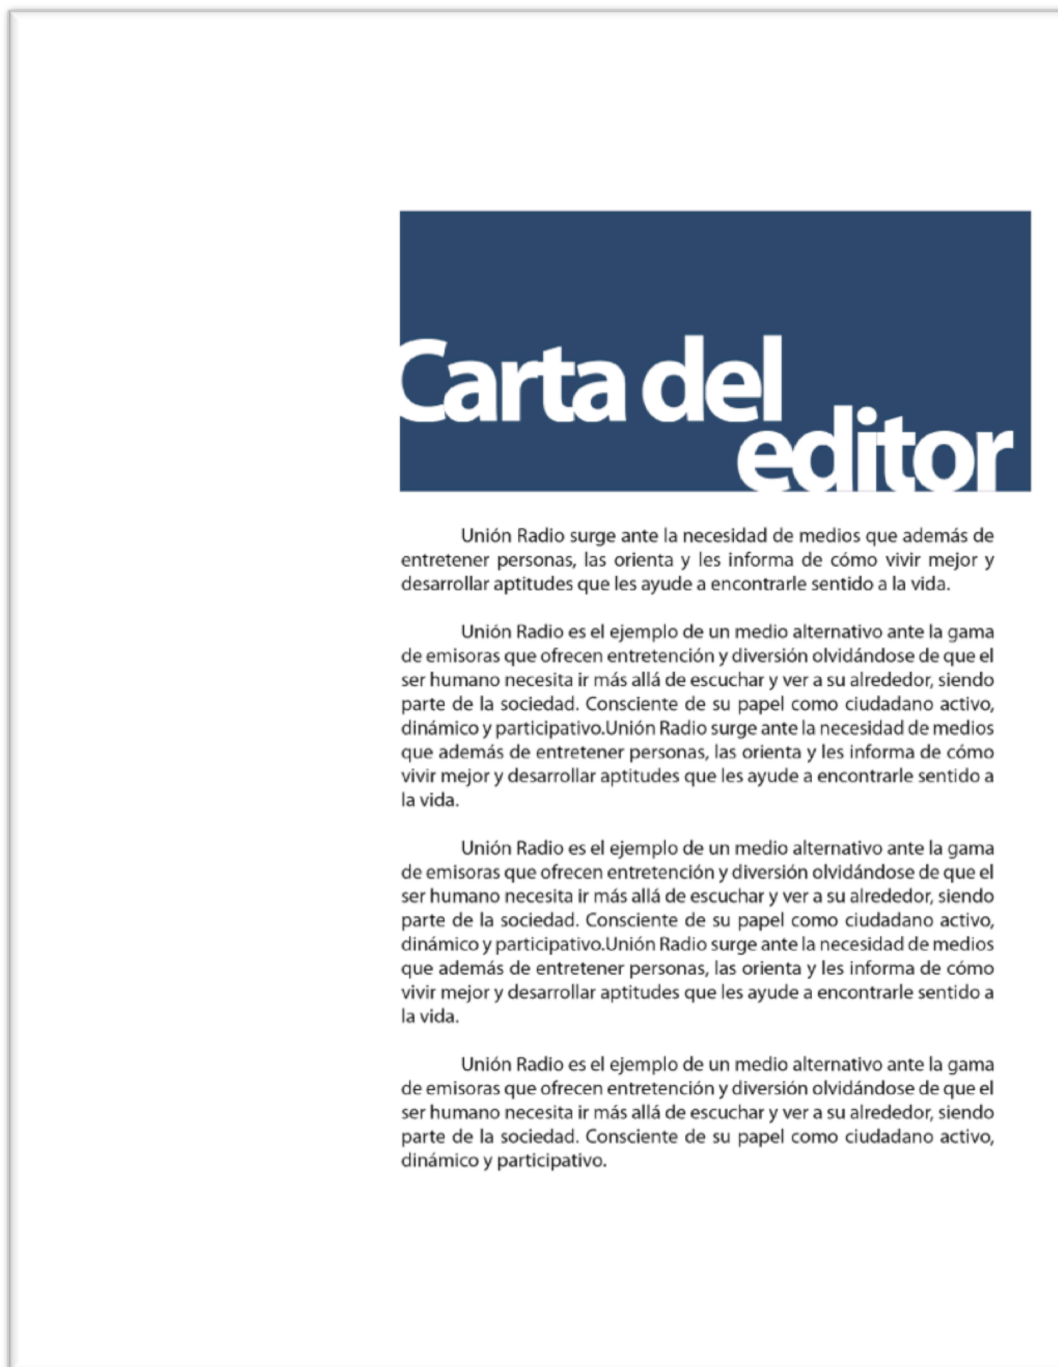 Carta del
editor
Unión Radio surge ante la necesidad de medios que además de
entretener personas, las orienta y les informa de cómo vivir mejor y
desarrollar aptitudes que les ayude a encontrarle sentido a la vida.
Unión Radio es el ejemplo de un medio alternativo ante la gama
de emisoras que ofrecen entretención y diversión olvidándose de que el
ser humano necesita ir más allá de escuchar y ver a su alrededor, siendo
parte de la sociedad. Consciente de su papel como ciudadano activo,
dinámico y participativo.Unión Radio surge ante la necesidad de medios
que además de entretener personas, las orienta y les informa de cómo
vivir mejor y desarrollar aptitudes que les ayude a encontrarle sentido a
la vida.
Unión Radio es el ejemplo de un medio alternativo ante la gama
de emisoras que ofrecen entretención y diversión olvidándose de que el
ser humano necesita ir más allá de escuchar y ver a su alrededor, siendo
parte de la sociedad. Consciente de su papel como ciudadano activo,
dinámico y participativo.Unión Radio surge ante la necesidad de medios
que además de entretener personas, las orienta y les informa de cómo
vivir mejor y desarrollar aptitudes que les ayude a encontrarle sentido a
la vida.
Unión Radio es el ejemplo de un medio alternativo ante la gama
de emisoras que ofrecen entretención y diversión olvidándose de que el
ser humano necesita ir más allá de escuchar y ver a su alrededor, siendo
parte de la sociedad. Consciente de su papel como ciudadano activo,
dinámico y participativo.